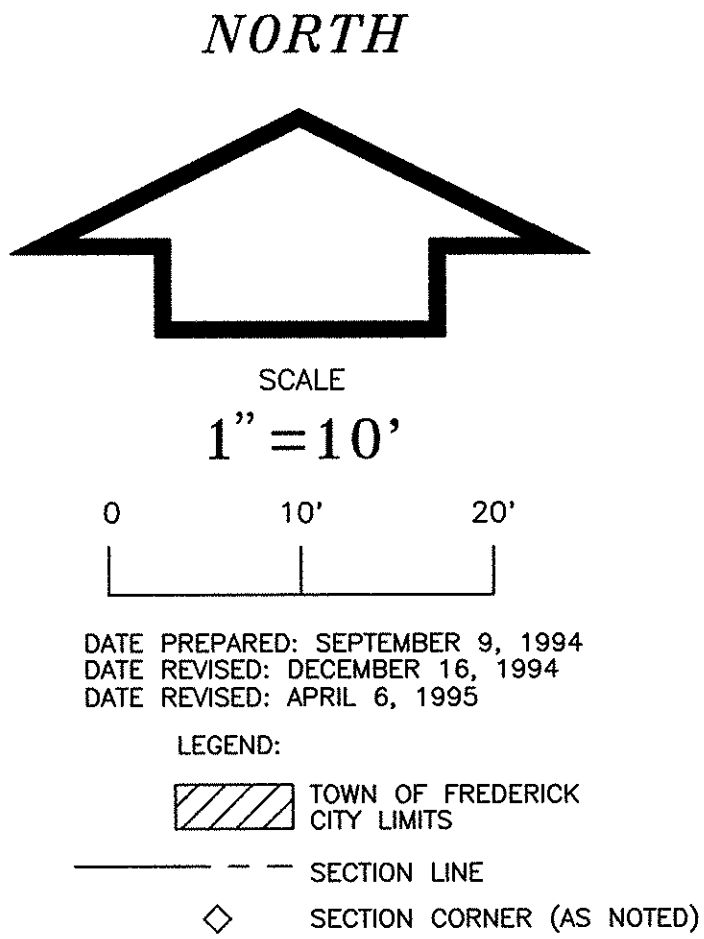 NORTH
SCALE
1" =10'
0 10' 20'
DATE PREPARED: SEPTEMBER 9, 1994
DATE REVISED: DECEMBER 16, 1994
DATE REVISED: APRIL 6, 1995
LEGEND:
TOWN OF FREDERICK
CITY LIMITS
SECTION LINE
SECTION CORNER (AS NOTED)